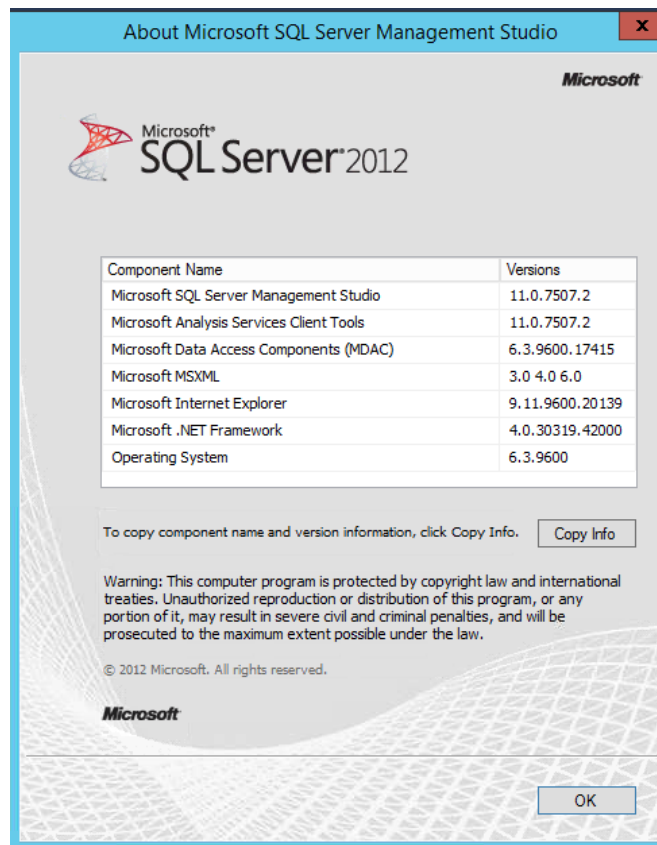 About Microsoft SQL Server Management Studio
x
Microsoft
Microsoft®
SQL Server® 2012
Component Name Versions
Microsoft SQL Server Management Studio 11.0.7507.2
Microsoft Analysis Services Client Tools 11.0.7507.2
Microsoft Data Access Components (MDAC) 6.3.9600.17415
Microsoft MSXML 3.0 4.0 6.0
Microsoft Internet Explorer 9.11.9600.20139
Microsoft .NET Framework 4.0.30319.42000
Operating System 6.3.9600
To copy component name and version information, click Copy Info. Copy Info
Warning: This computer program is protected by copyright law and international
treaties. Unauthorized reproduction or distribution of this program, or any
portion of it, may result in severe civil and criminal penalties, and will be
prosecuted to the maximum extent possible under the law.
© 2012 Microsoft. All rights reserved.
Microsoft
OK